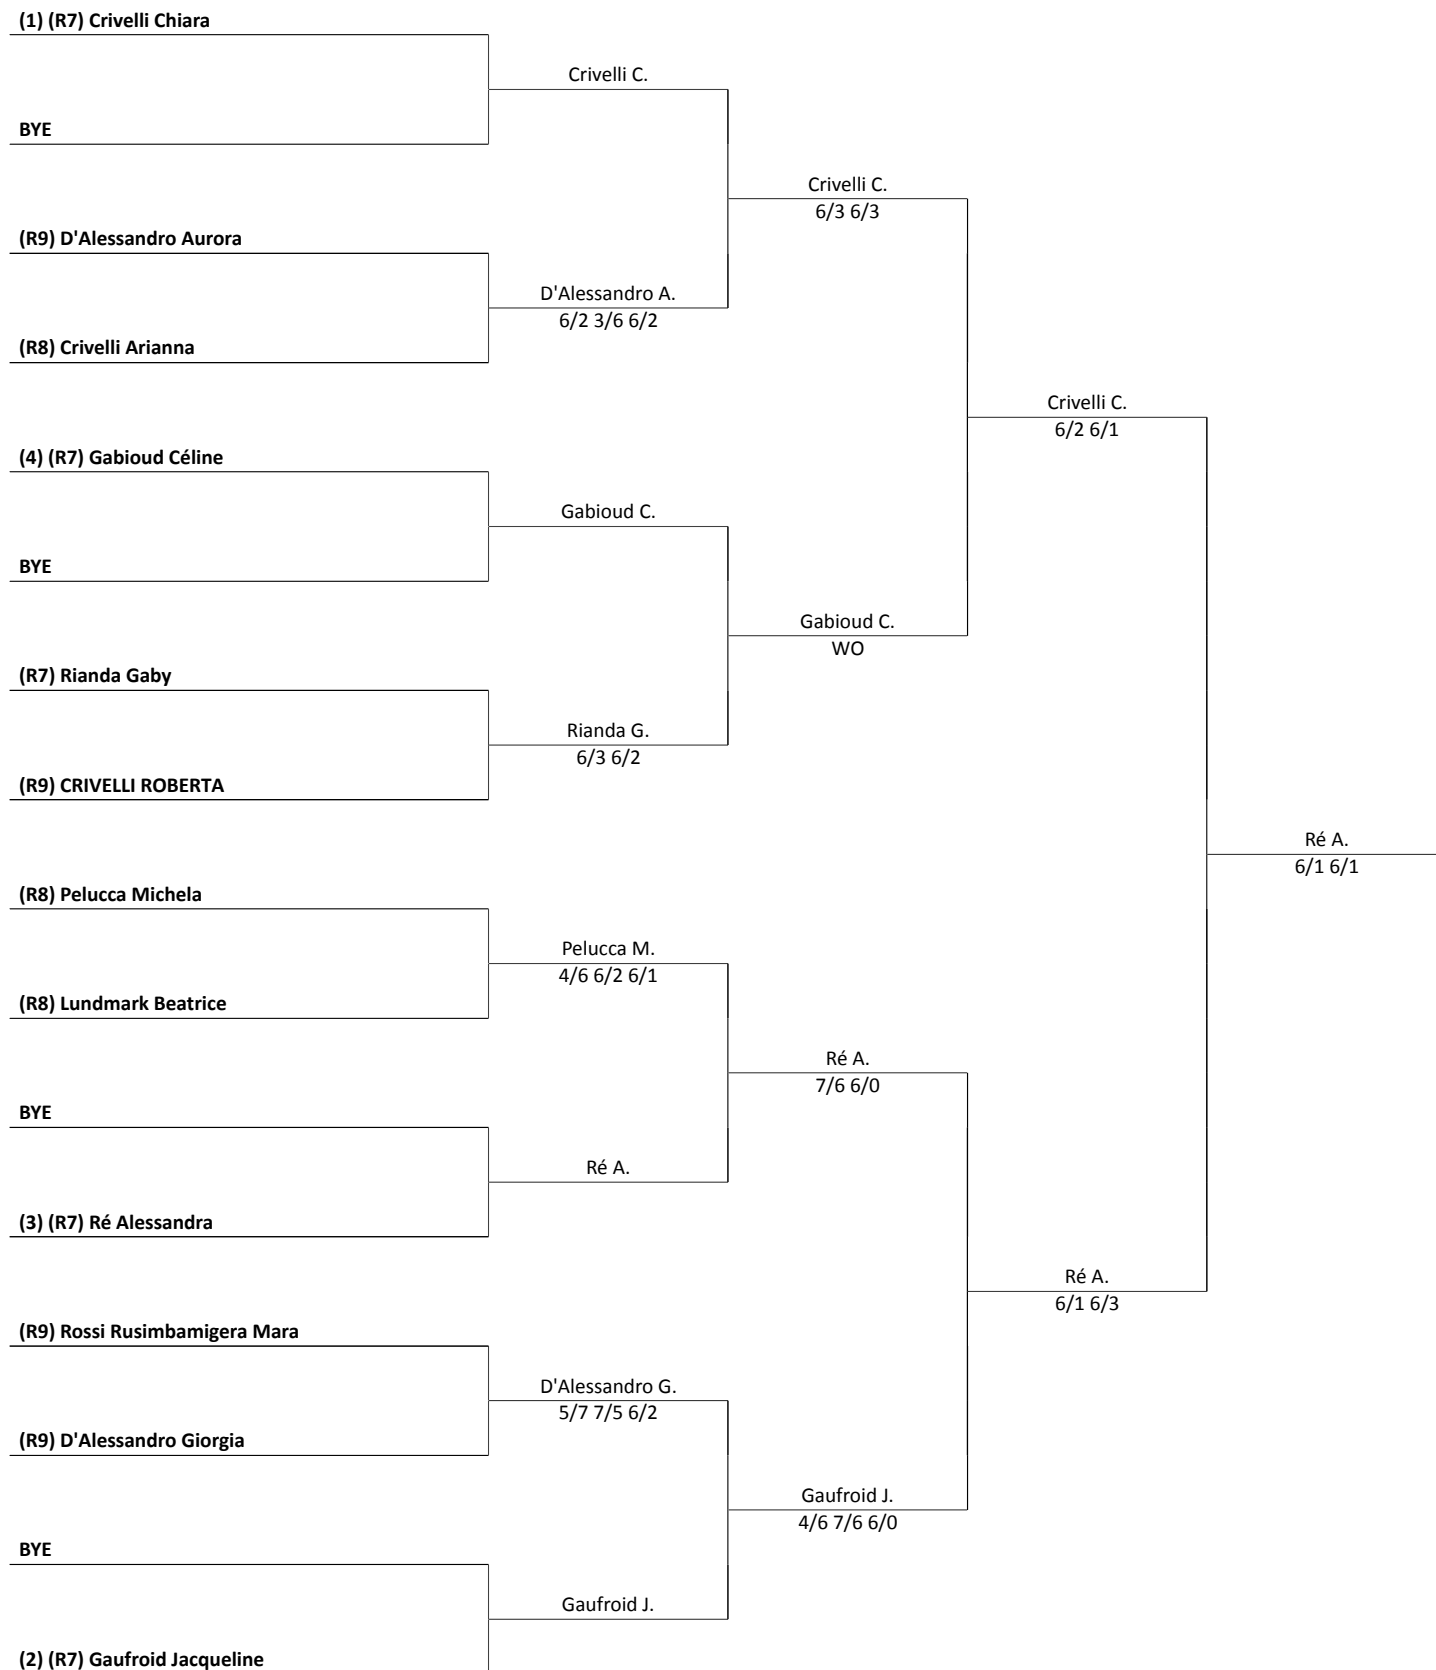 (1) (R7) Crivelli Chiara
Crivelli C.
BYE
Crivelli C.
6/3 6/3
(R9) D'Alessandro Aurora
D'Alessandro A.
6/2 3/6 6/2
(R8) Crivelli Arianna
Crivelli C.
6/2 6/1
(4) (R7) Gabioud Céline
Gabioud C.
BYE
Gabioud C.
WO
(R7) Rianda Gaby
Rianda G.
6/3 6/2
(R9) CRIVELLI ROBERTA
Ré A.
6/1 6/1
(R8) Pelucca Michela
Pelucca M.
4/6 6/2 6/1
(R8) Lundmark Beatrice
Ré A.
7/6 6/0
BYE
Ré A.
(3) (R7) Ré Alessandra
Ré A.
6/1 6/3
(R9) Rossi Rusimbamigera Mara
D'Alessandro G.
5/7 7/5 6/2
(R9) D'Alessandro Giorgia
Gaufroid J.
4/6 7/6 6/0
BYE
Gaufroid J.
(2) (R7) Gaufroid Jacqueline